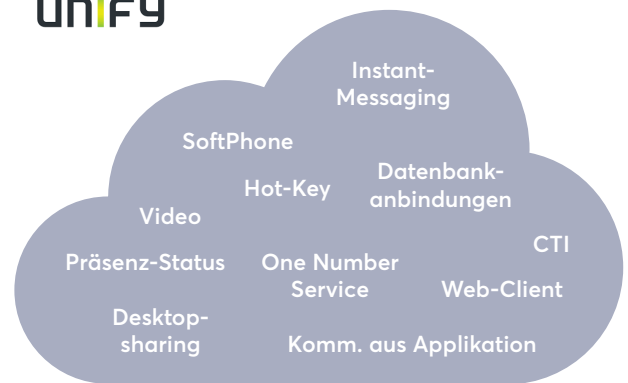 UNIFY
Instant-
Messaging
SoftPhone
Datenbank-
anbindungen
Hot-Key
Video
CTI
Präsenz-Status
One Number
Service
Web-Client
Desktop-
sharing
Komm. aus Applikation